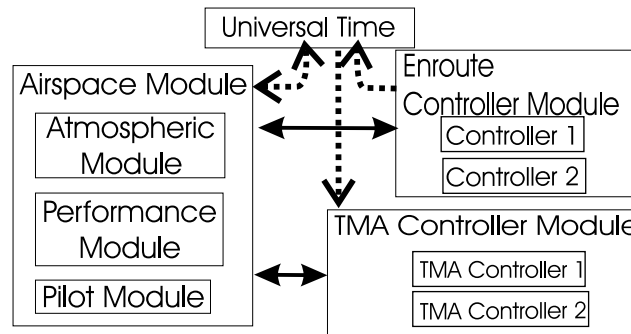 Universal Time
Airspace Module
Atmospheric
Module
Performance
Module
Pilot Module
Enroute
Controller Module
Controller 1
Controller 2
TMA Controller Module
TMA Controller 1
TMA Controller 2